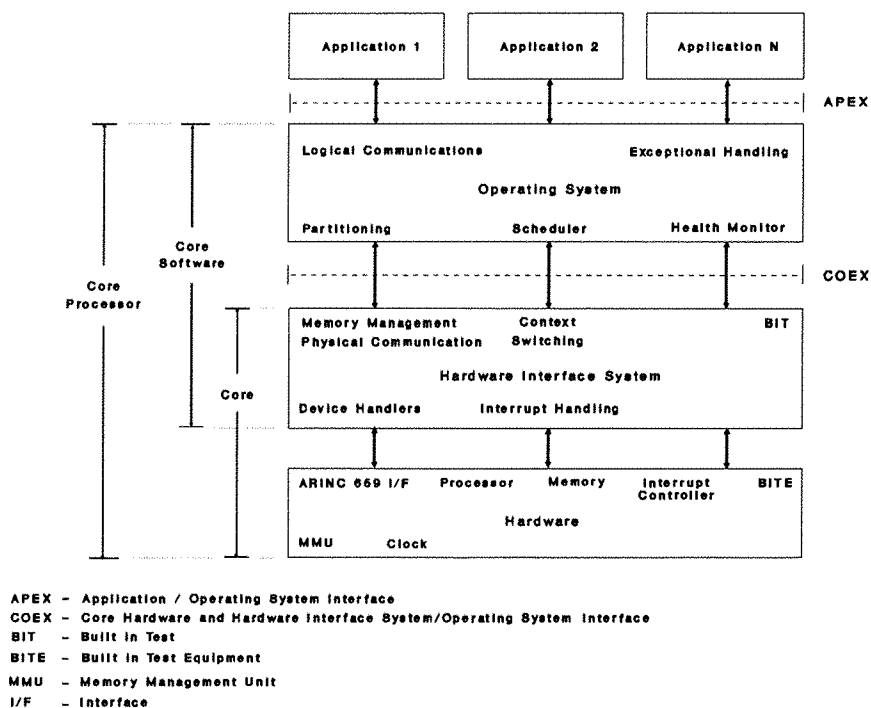 Application 1 Application 2 Application N
APEX
Logical Communications Exceptional Handling
Operating System
Partitioning Scheduler Health Monitor
Core
Software
Core
Processor
COEX
Memory Management Context BIT
Physical Communication Switching
Hardware Interface System
Core
Device Handlers Interrupt Handling
ARINC 659 I/F Processor Memory Interrupt BITE
Controller
Hardware
MMU Clock
APEX – Application / Operating System Interface
COEX – Core Hardware and Hardware Interface System/Operating System Interface
BIT – Built in Test
BITE – Built in Test Equipment
MMU – Memory Management Unit
I/F – Interface